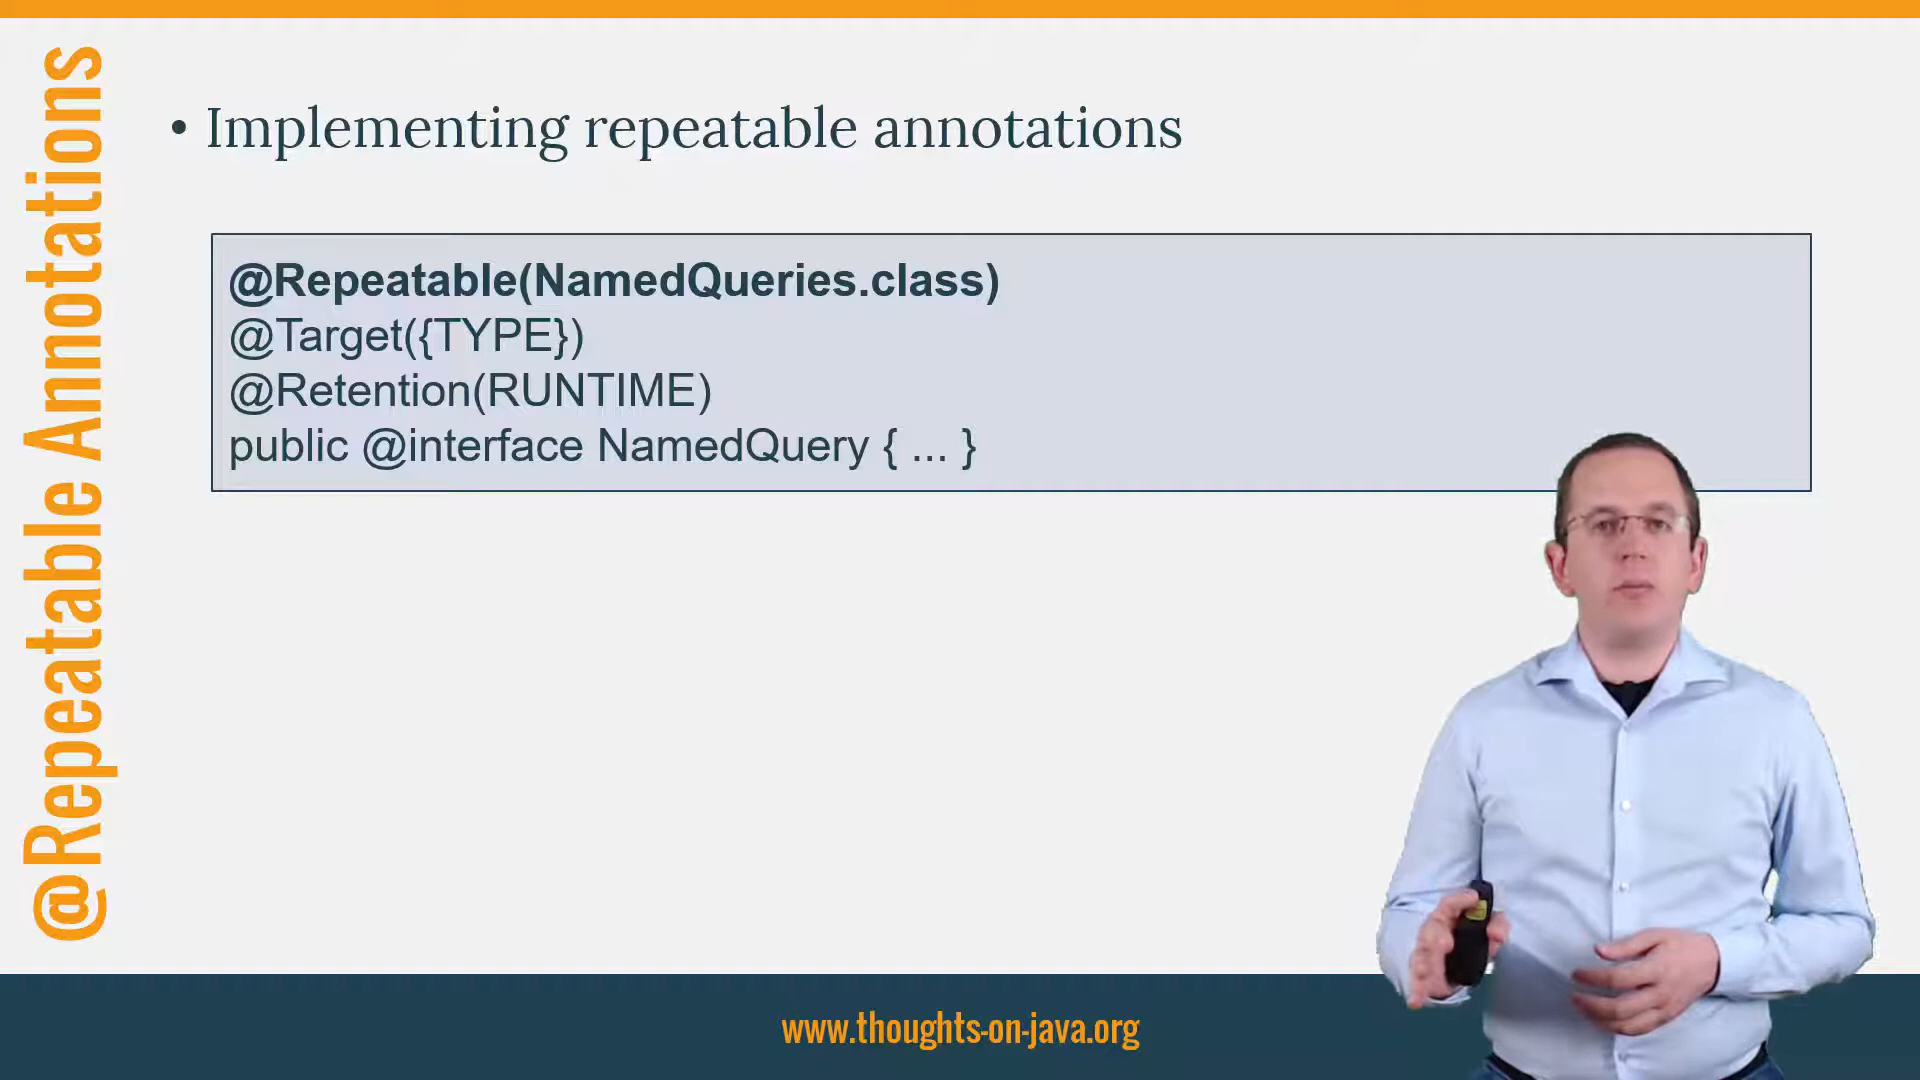 @Repeatable Annotations
• Implementing repeatable annotations
@Repeatable(NamedQueries.class)
@Target({TYPE})
@Retention(RUNTIME)
public @interface NamedQuery { ... }
www.thoughts-on-java.org